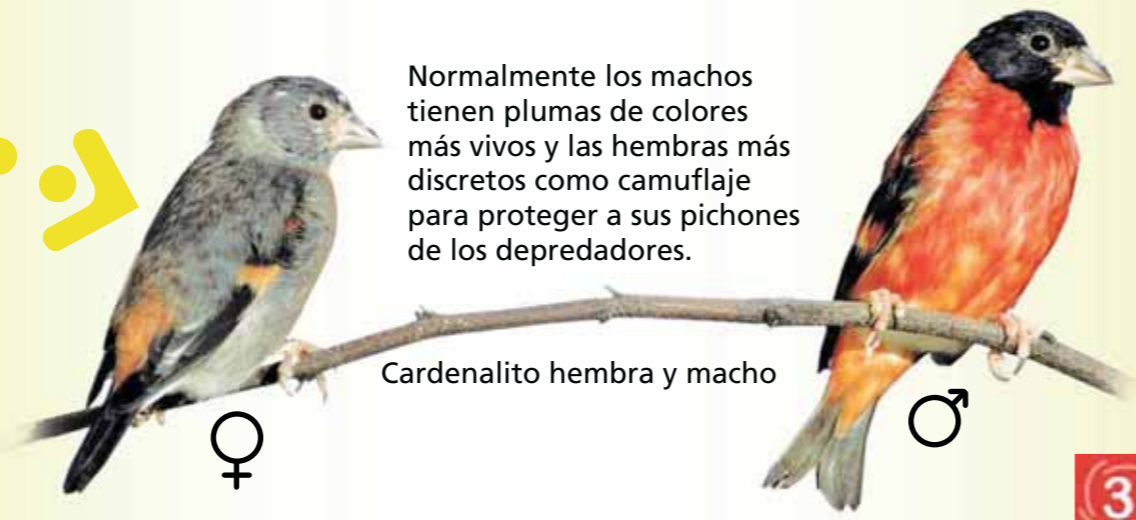 Normalmente los machos
tienen plumas de colores
más vivos y las hembras más
discretos como camuflaje
para proteger a sus pichones
de los depredadores.
Cardenalito hembra y macho
♀
♂
3